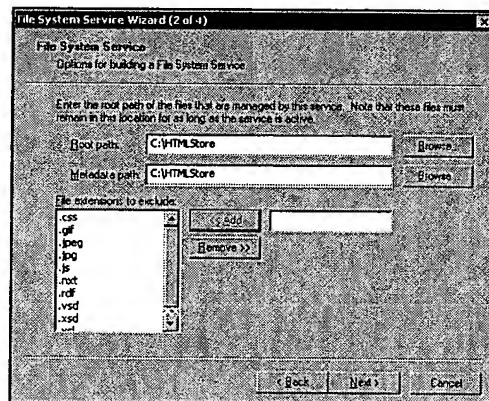 File System Service Wizard (2 of 4)
File System Service
Options for building a File System Service
Enter the root path of the files that are managed by this service. Note that these files must
remain in this location for as long as the service is active.
Root path: C:\HTMLStore Browse...
Metadata path: C:\HTMLStore Browse...
File extensions to exclude:
.css
.gif
.jpeg
.jpg
.js
.nxt
.rdf
.vsd
.xsd
<< Add
Remove >>
< Back Next > Cancel